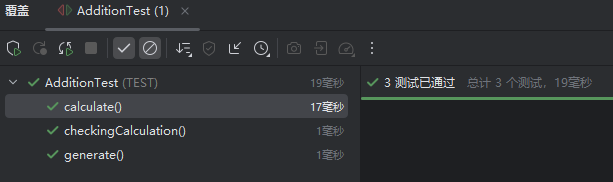 覆盖 AdditionTest (1)
AdditionTest (TEST) 19毫秒 3 测试已通过 总计 3 个测试，19毫秒
calculate() 17毫秒
checkingCalculation() 1毫秒
generate() 1毫秒